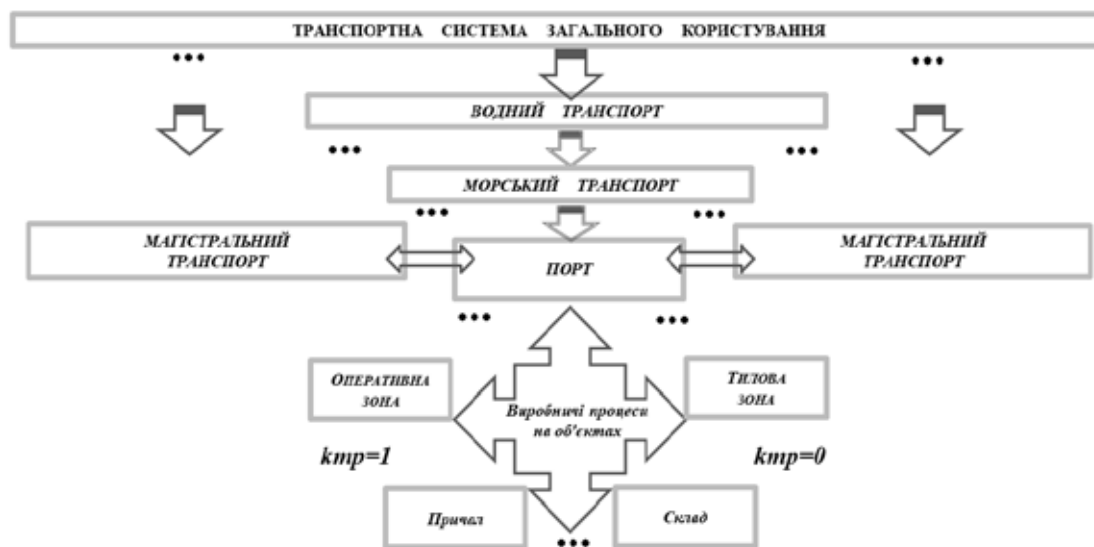 ТРАНСПОРТНА СИСТЕМА ЗАГАЛЬНОГО КОРИСТУВАННЯ
ВОДНИЙ ТРАНСПОРТ
МОРСЬКИЙ ТРАНСПОРТ
МАГІСТРАЛЬНИЙ
ТРАНСПОРТ
ПОРТ
МАГІСТРАЛЬНИЙ
ТРАНСПОРТ
ОПЕРАТИВНА
ЗОНА
ТИЛОВА
ЗОНА
Виробничі процеси
на об'єктах
kmp=1
kmp=0
Причал
Склад